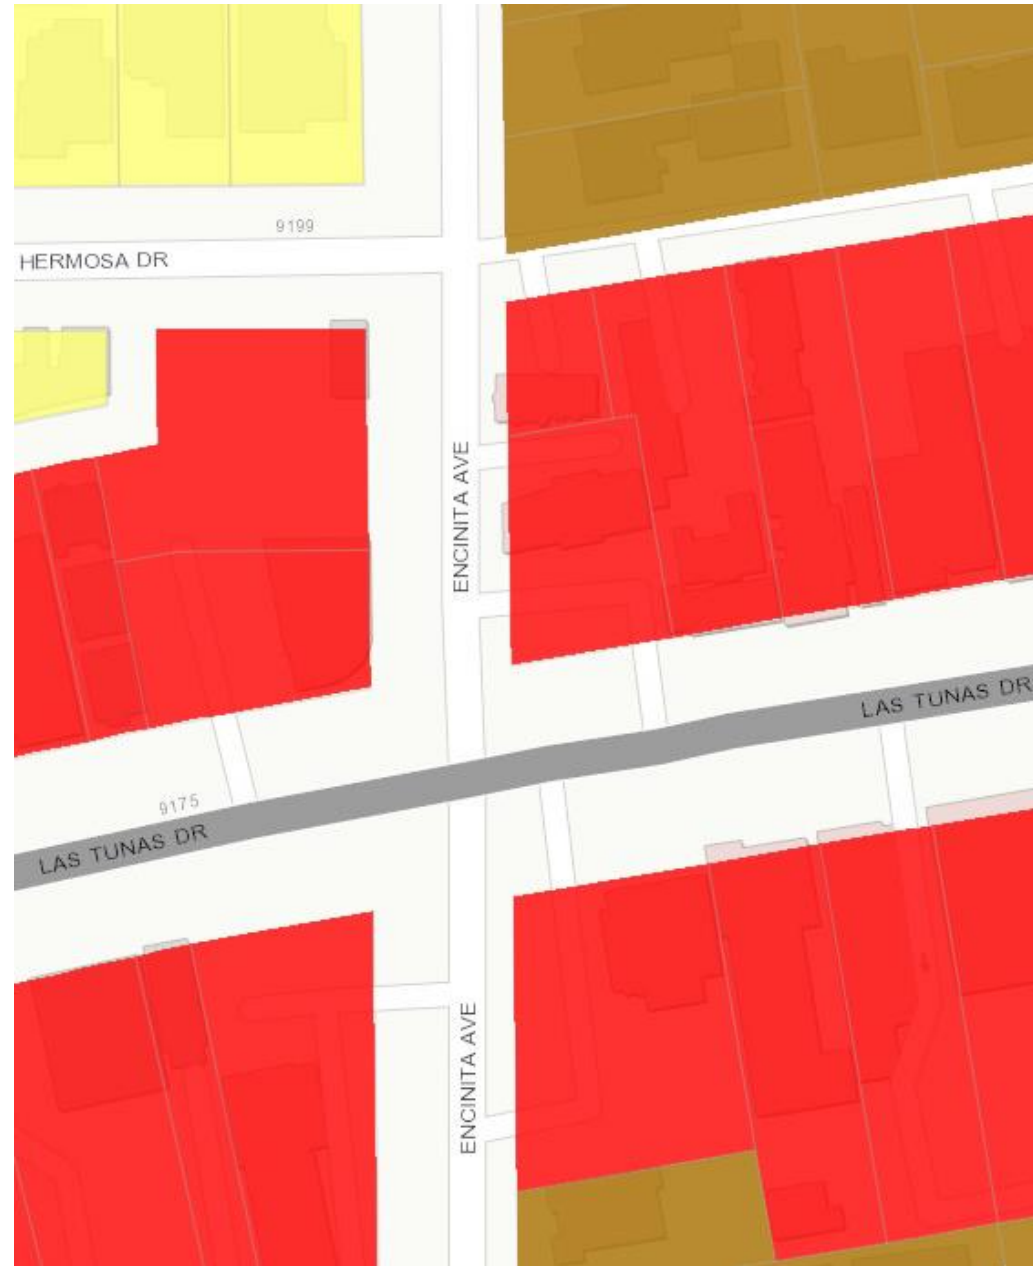 9199
HERMOSA DR
ENCINITA AVE
LAS TUNAS DR
9175
LAS TUNAS DR
ENCINITA AVE